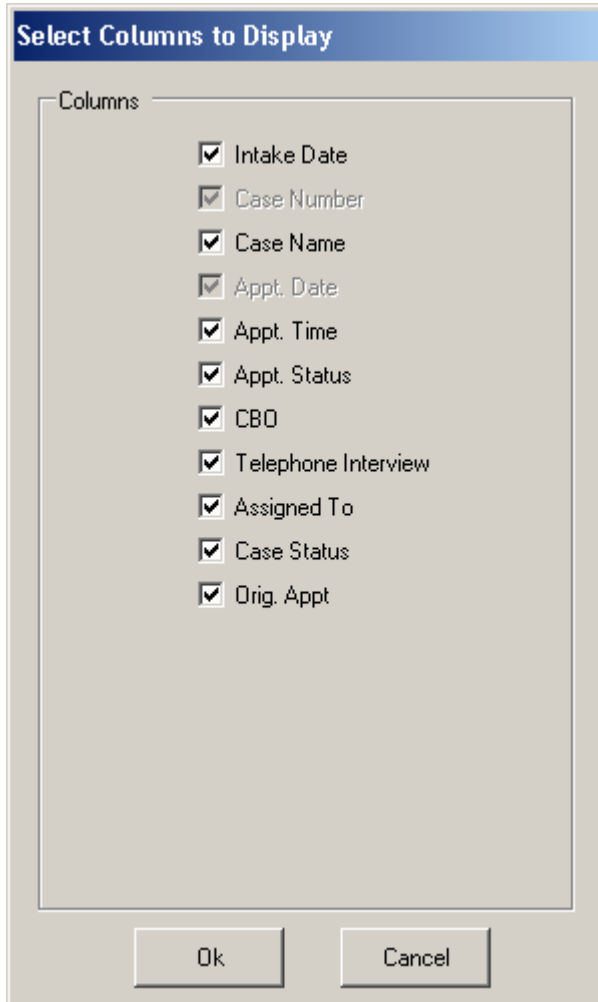 Select Columns to Display
Columns
Intake Date
Case Number
Case Name
Appt. Date
Appt. Time
Appt. Status
CBO
Telephone Interview
Assigned To
Case Status
Orig. Appt
Ok
Cancel